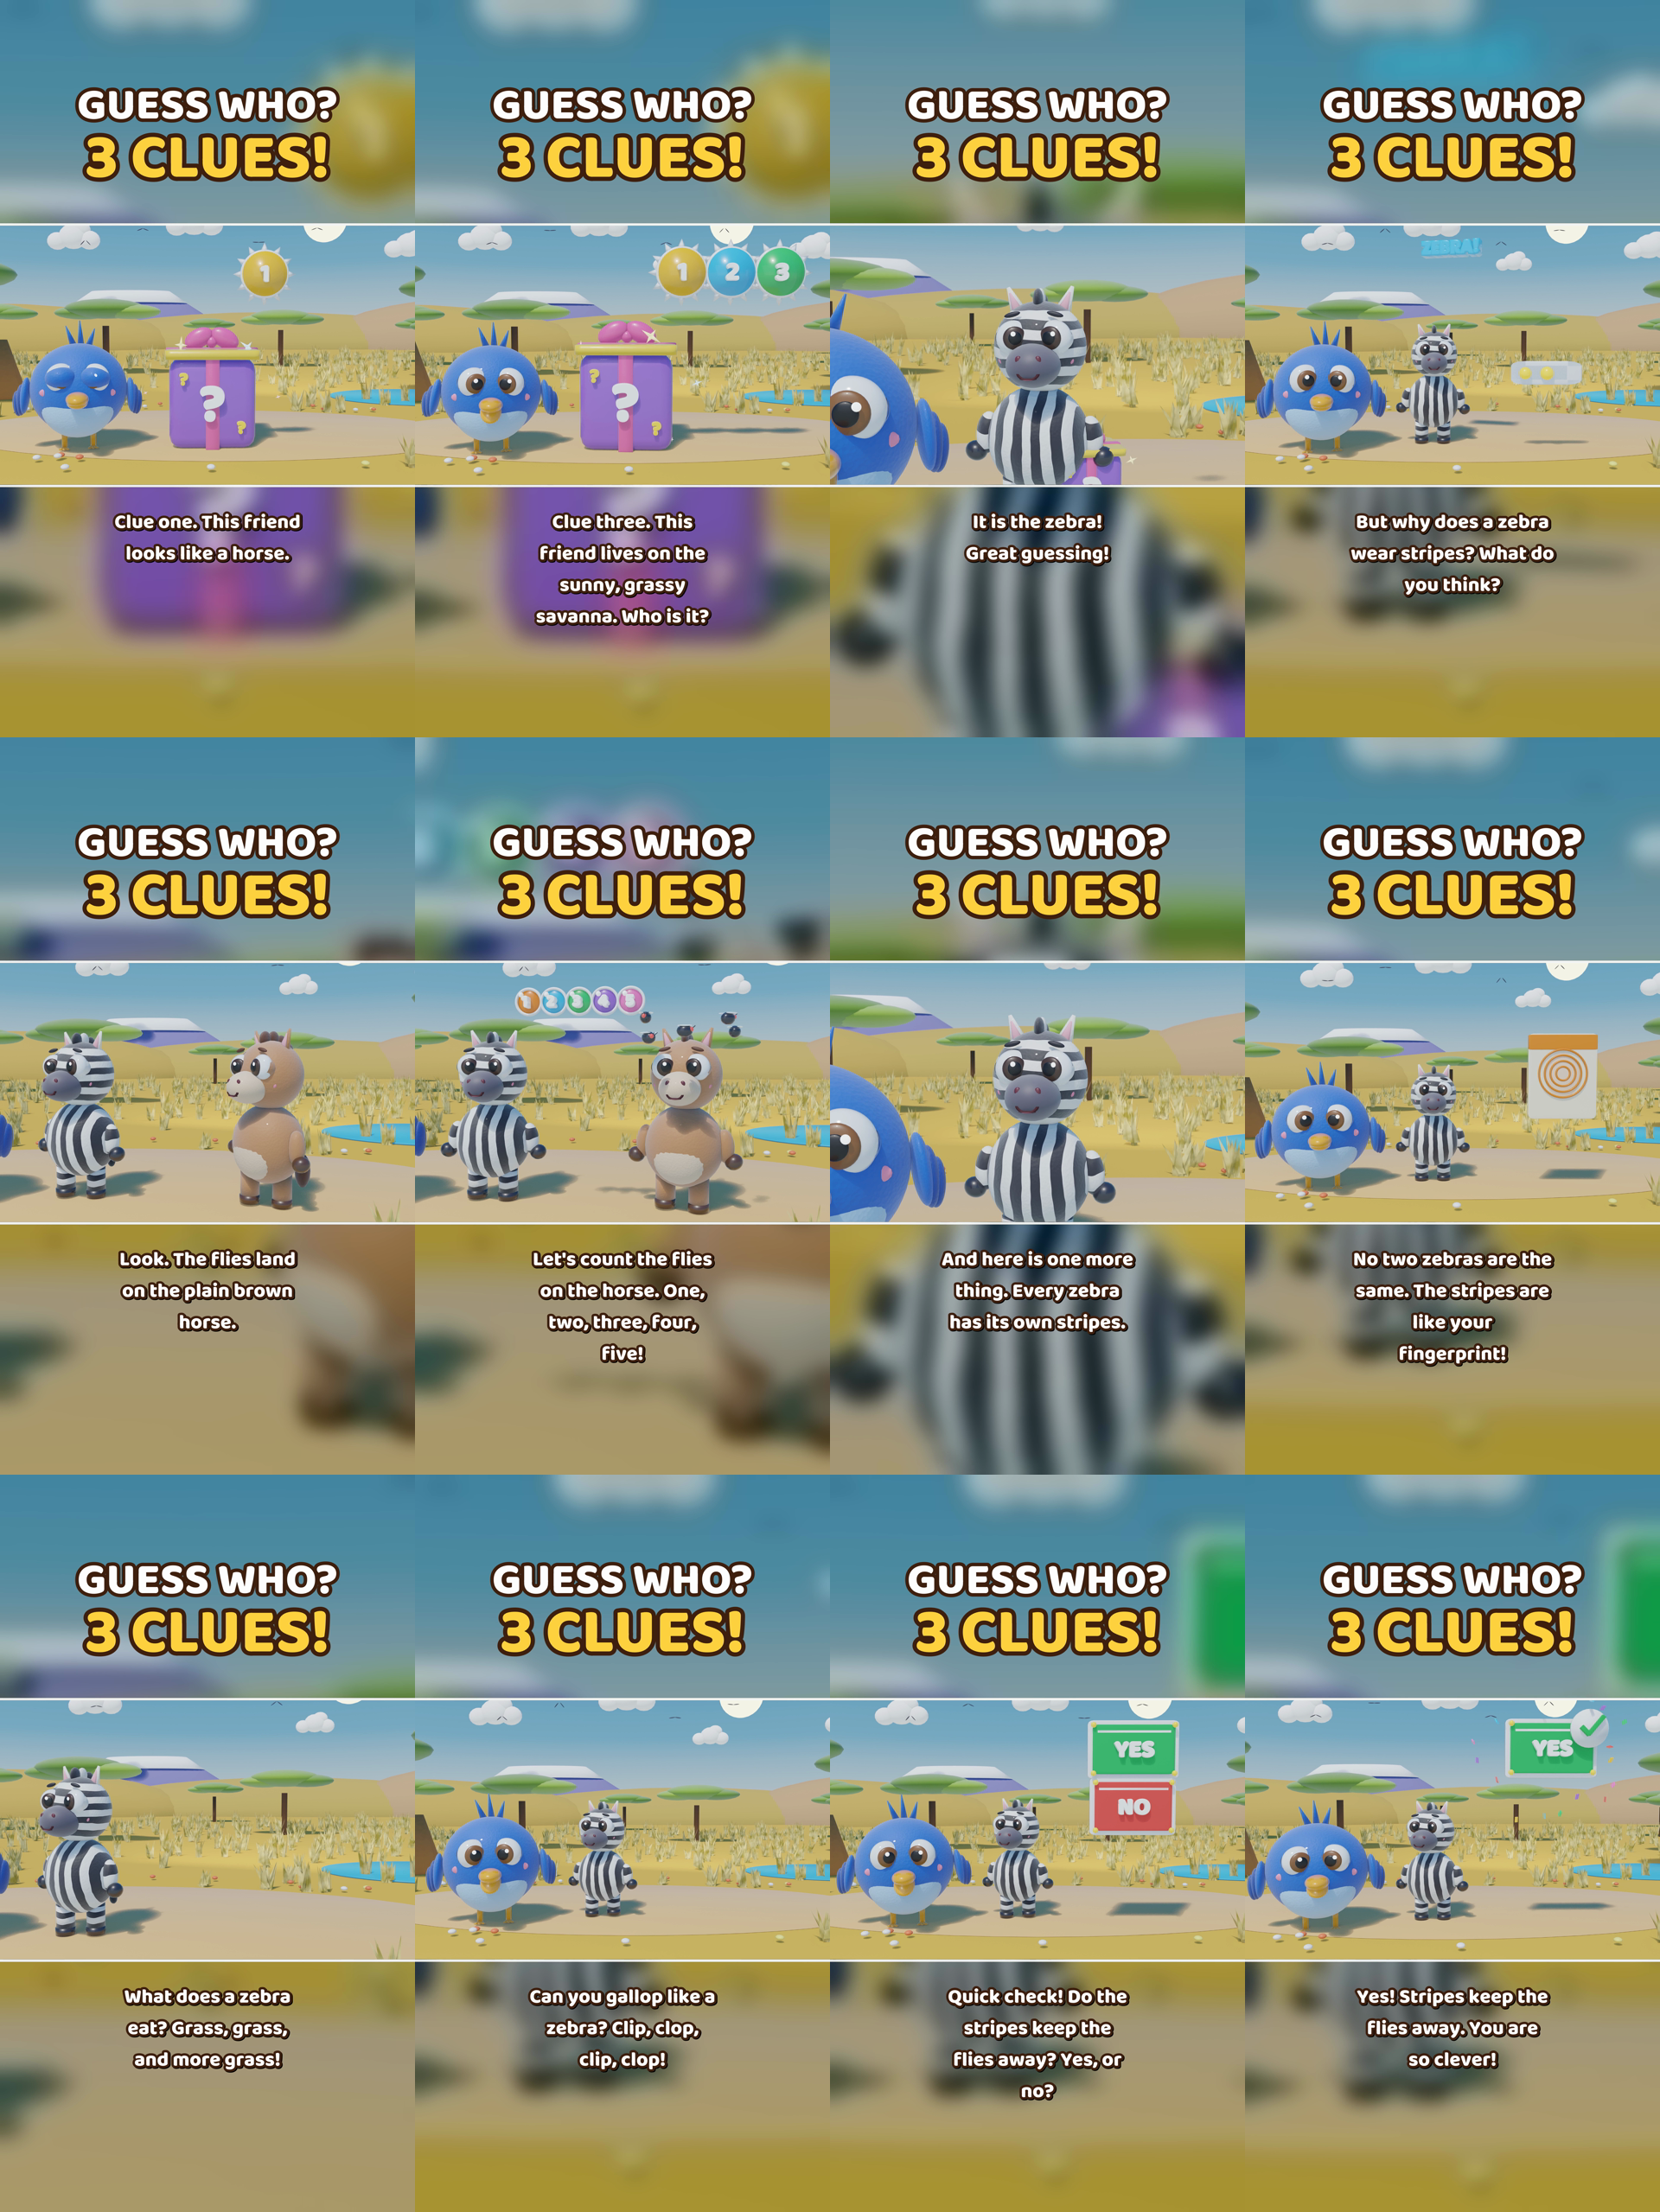 GUESS WHO?
3 CLUES!
1
?
?
?
Clue one. This friend
looks like a horse.
GUESS WHO?
3 CLUES!
1 2 3
?
?
?
Clue three. This
friend lives on the
sunny, grassy
savanna. Who is it?
GUESS WHO?
3 CLUES!
It is the zebra!
Great guessing!
GUESS WHO?
3 CLUES!
ZEBRA!
But why does a zebra
wear stripes? What do
you think?
GUESS WHO?
3 CLUES!
Look. The flies land
on the plain brown
horse.
GUESS WHO?
3 CLUES!
1 2 3 4 5
Let's count the flies
on the horse. One,
two, three, four,
five!
GUESS WHO?
3 CLUES!
And here is one more
thing. Every zebra
has its own stripes.
GUESS WHO?
3 CLUES!
No two zebras are the
same. The stripes are
like your
fingerprint!
GUESS WHO?
3 CLUES!
What does a zebra
eat? Grass, grass,
and more grass!
GUESS WHO?
3 CLUES!
Can you gallop like a
zebra? Clip, clop,
clip, clop!
GUESS WHO?
3 CLUES!
YES
NO
Quick check! Do the
stripes keep the
flies away? Yes, or
no?
GUESS WHO?
3 CLUES!
YES
Yes! Stripes keep the
flies away. You are
so clever!